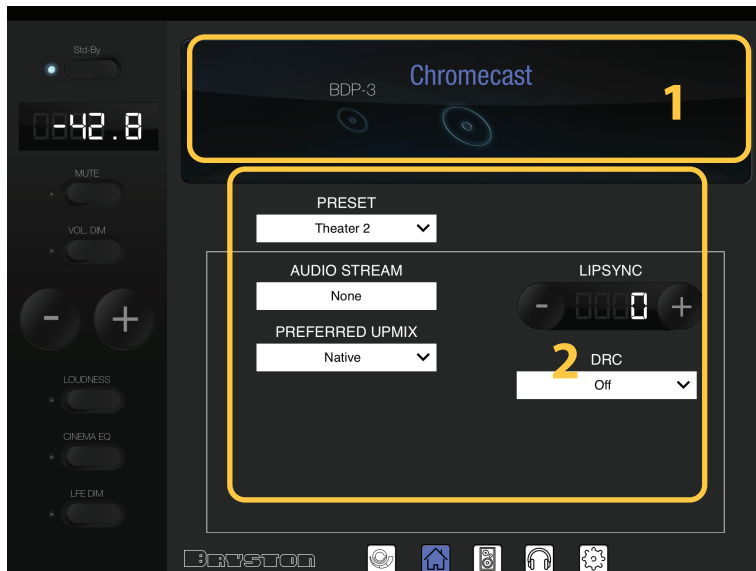 Std-By
-42.8
MUTE
VOL. DIM
-
+
LOUDNESS
CINEMA EQ
LFE DIM
BDP-3
Chromecast
1
PRESET
Theater 2
AUDIO STREAM
None
PREFERRED UPMIX
Native
LIPSYNC
- 0 +
2
DRC
Off
BRYSTON